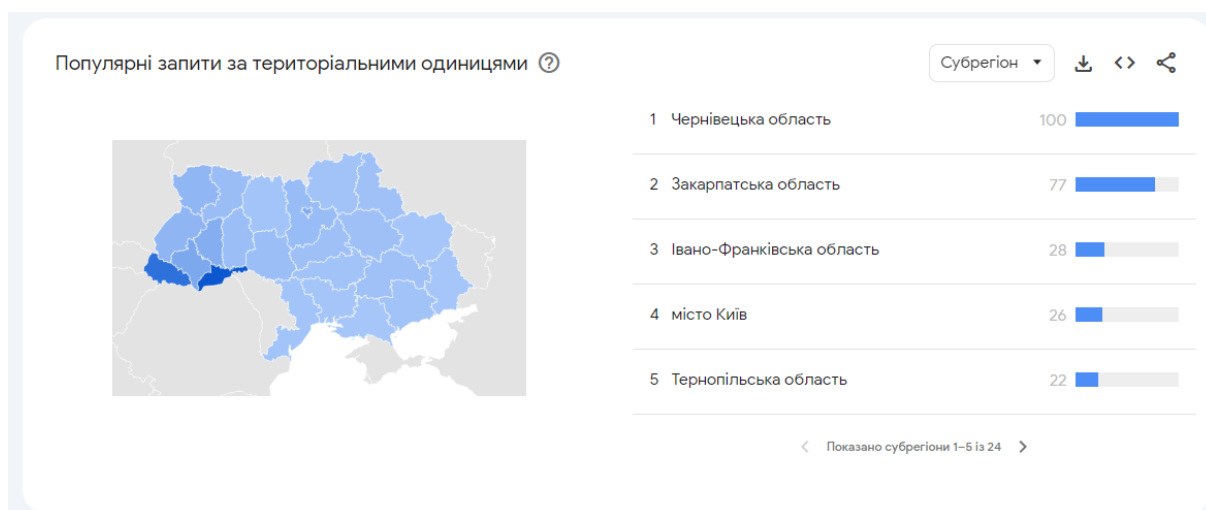 Популярні запити за територіальними одиницями
Субрегіон
1 Чернівецька область 100
2 Закарпатська область 77
3 Івано-Франківська область 28
4 місто Київ 26
5 Тернопільська область 22
Показано субрегіони 1–5 із 24